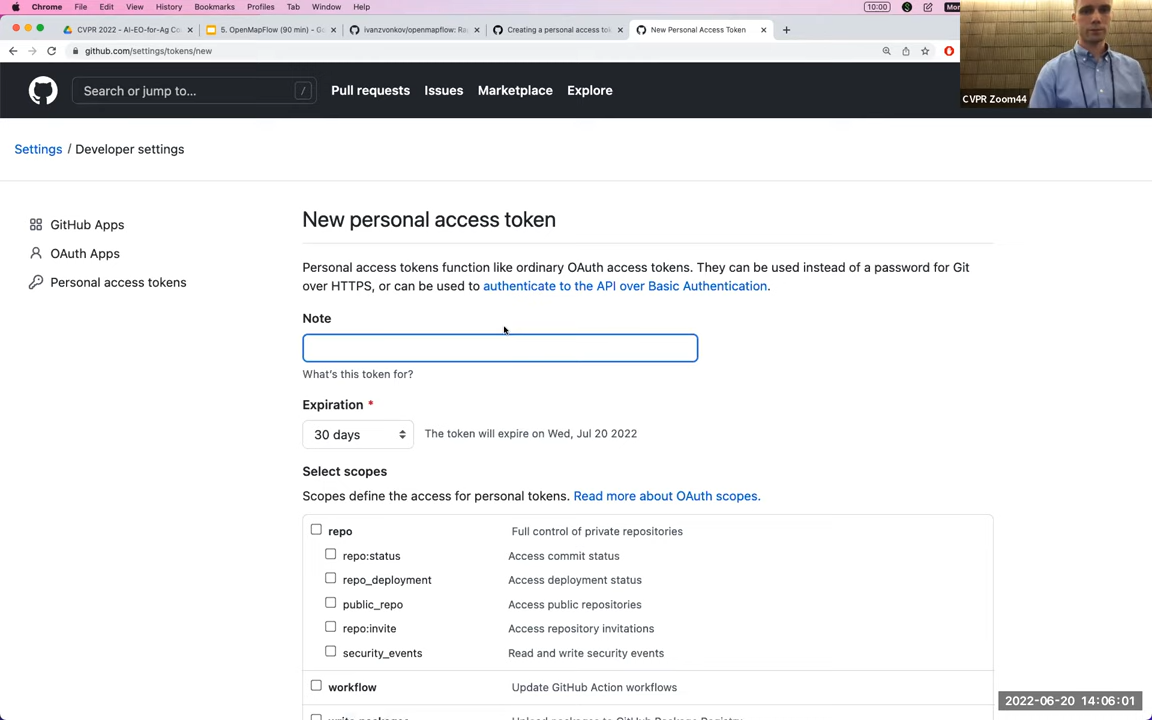 Chrome File Edit View History Bookmarks Profiles Tab Window Help 10:00
CVPR 2022 - AI-EO-for-Ag Co 5. OpenMapFlow (90 min) - Go ivanzvonkov/openmapflow: Ra Creating a personal access tok New Personal Access Token
github.com/settings/tokens/new
Search or jump to... / Pull requests Issues Marketplace Explore
CVPR Zoom44
Settings / Developer settings
GitHub Apps
OAuth Apps
Personal access tokens
New personal access token
Personal access tokens function like ordinary OAuth access tokens. They can be used instead of a password for Git
over HTTPS, or can be used to authenticate to the API over Basic Authentication.
Note
What's this token for?
Expiration *
30 days The token will expire on Wed, Jul 20 2022
Select scopes
Scopes define the access for personal tokens. Read more about OAuth scopes.
repo Full control of private repositories
repo:status Access commit status
repo_deployment Access deployment status
public_repo Access public repositories
repo:invite Access repository invitations
security_events Read and write security events
workflow Update GitHub Action workflows
2022-06-20 14:06:01